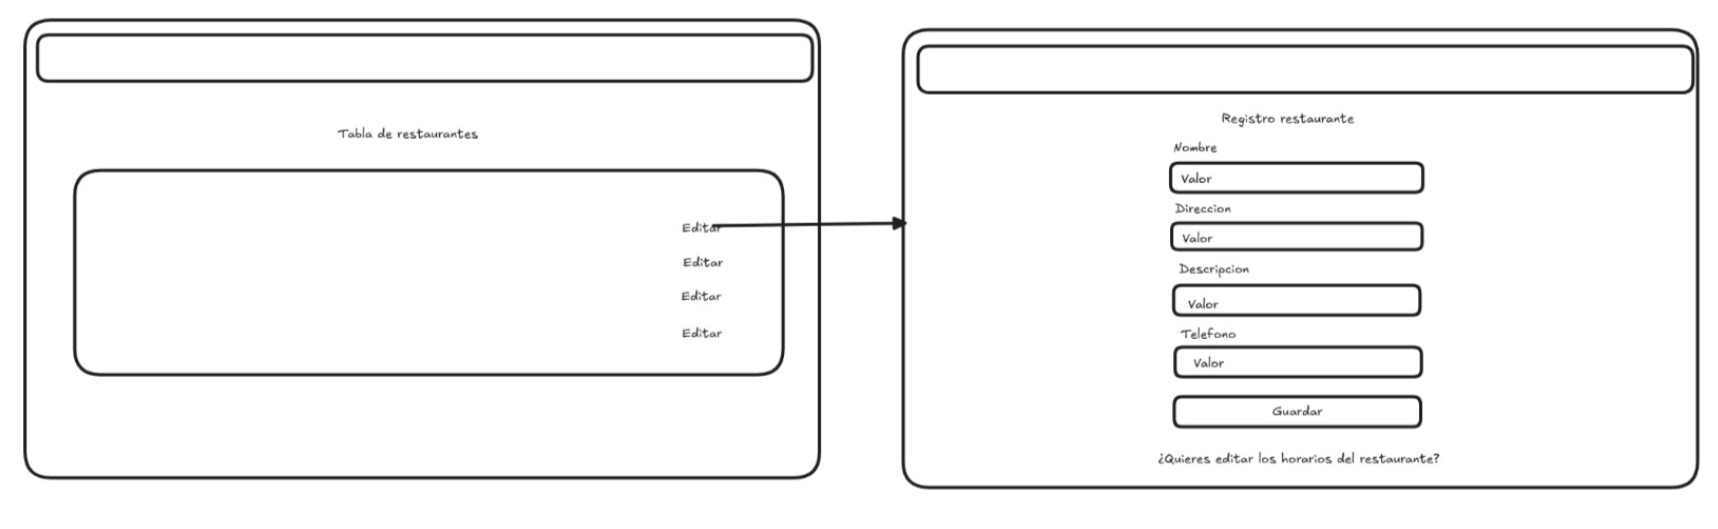 Tabla de restaurantes
Editar
Editar
Editar
Editar
Registro restaurante
Nombre
Valor
Direccion
Valor
Descripcion
Valor
Telefono
Valor
Guardar
¿Quieres editar los horarios del restaurante?